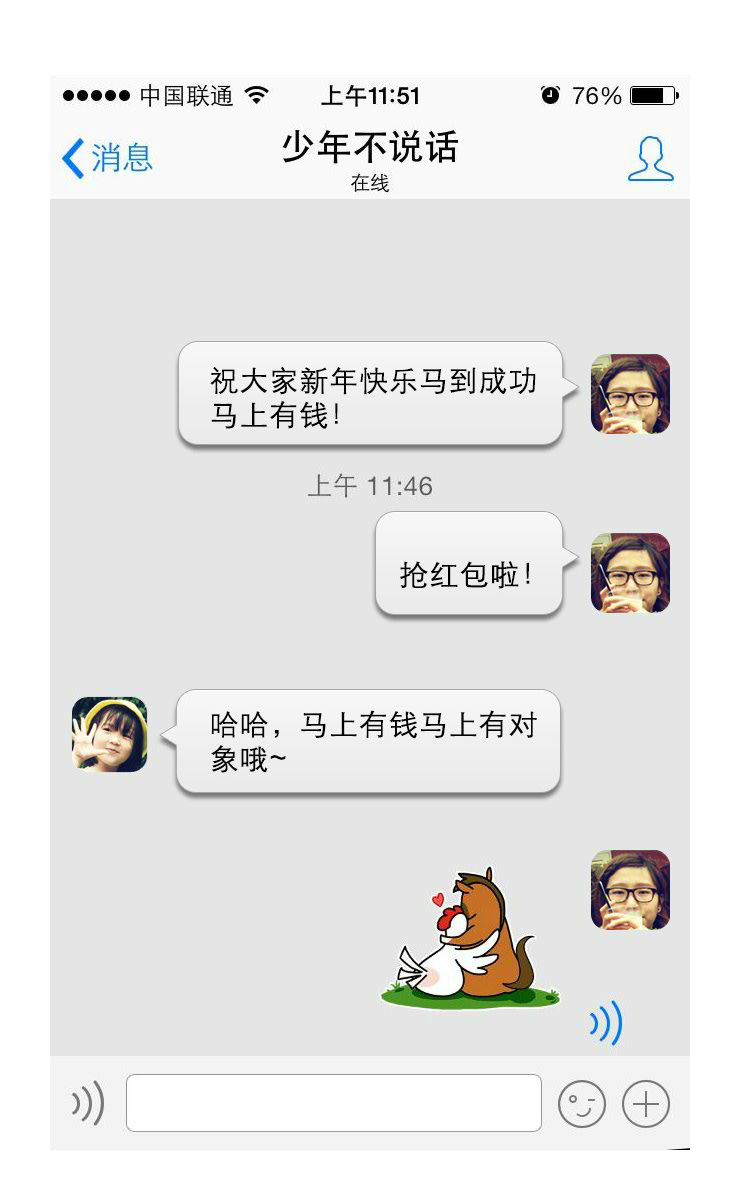 中国联通 上午11:51 76%
消息 少年不说话
在线
祝大家新年快乐马到成功
马上有钱!
上午 11:46
抢红包啦!
哈哈，马上有钱马上有对
象哦~